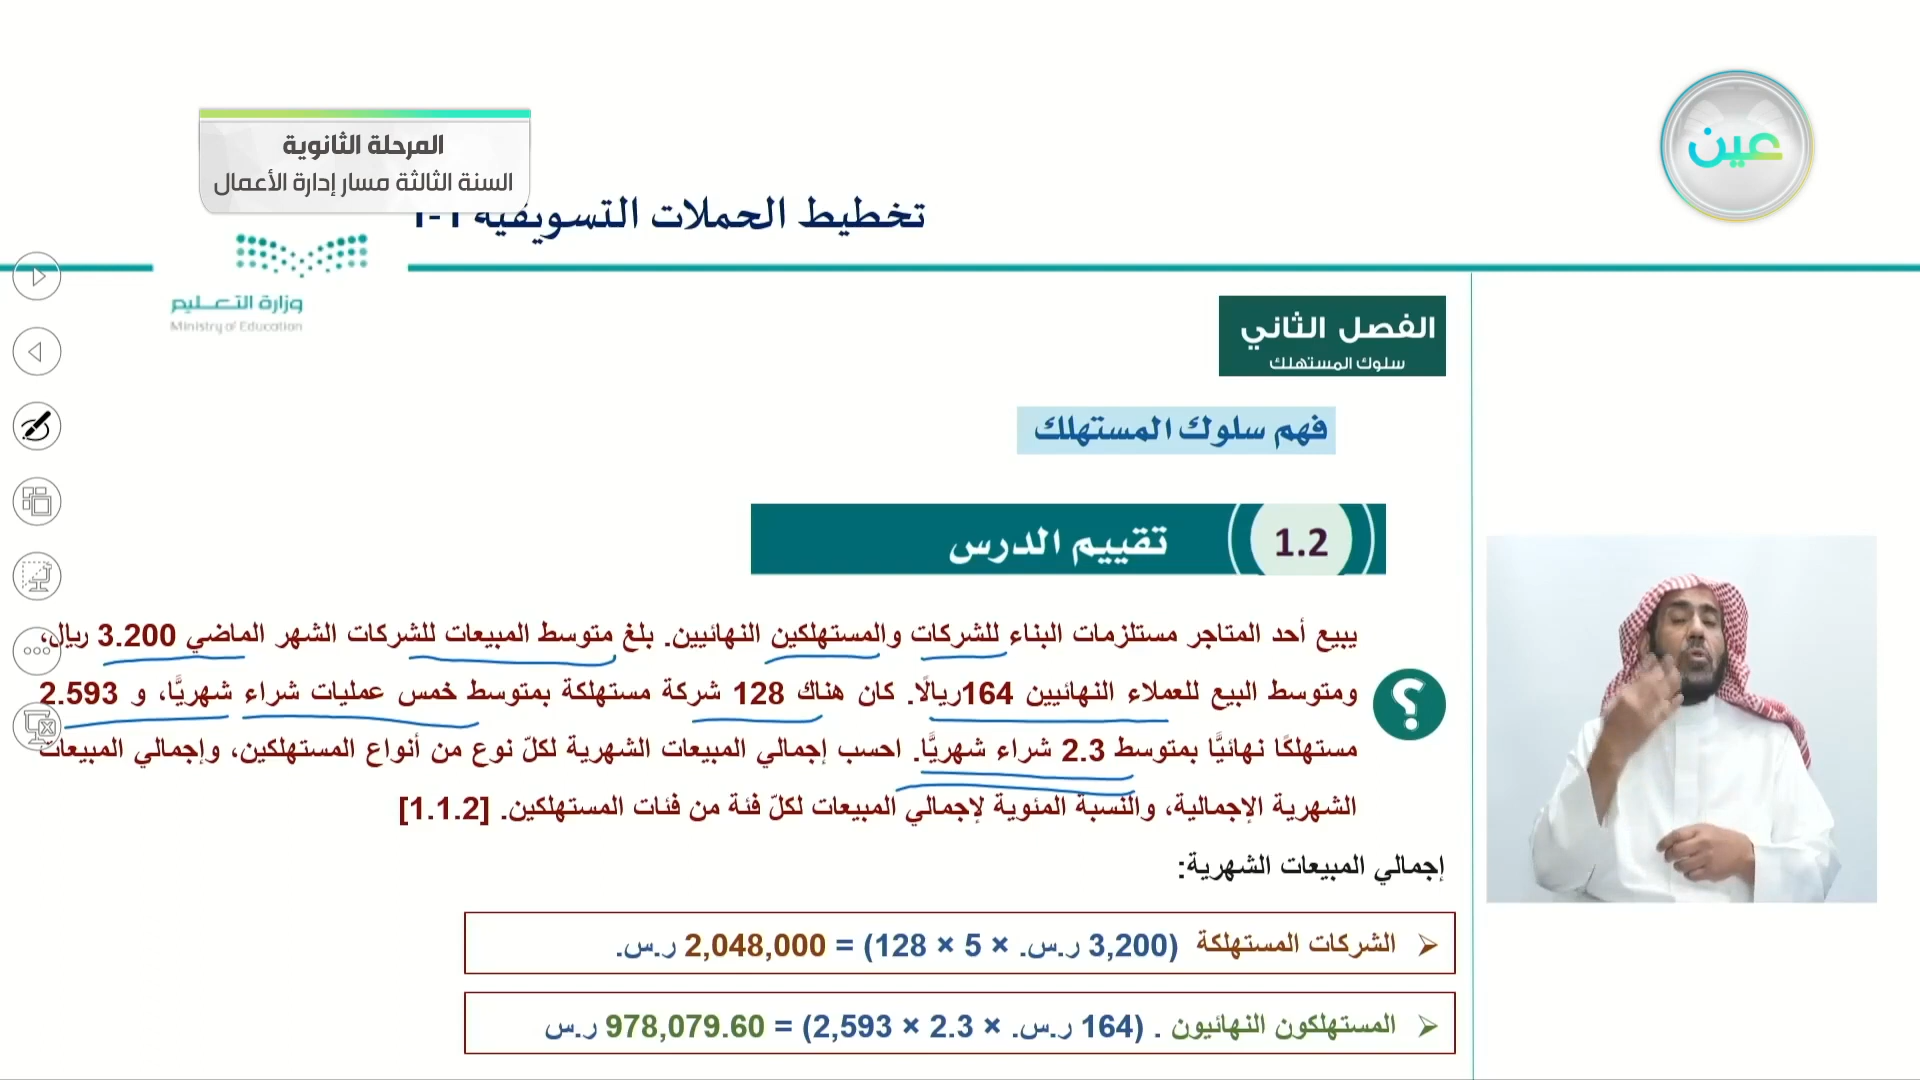 المرحلة الثانوية
السنة الثالثة مسار إدارة الأعمال
عين
تخطيط الحملات التسويقية 1-1
وزارة التعليم
Ministry of Education
الفصل الثاني
سلوك المستهلك
فهم سلوك المستهلك
1.2 تقييم الدرس
يبيع أحد المتاجر مستلزمات البناء للشركات والمستهلكين النهائيين. بلغ متوسط المبيعات للشركات الشهر الماضي 3.200 ريال،
ومتوسط البيع للعملاء النهائيين 164ريالًا. كان هناك 128 شركة مستهلكة بمتوسط خمس عمليات شراء شهريًّا، و 2.593
مستهلكًا نهائيًّا بمتوسط 2.3 شراء شهريًّا. احسب إجمالي المبيعات الشهرية لكلّ نوع من أنواع المستهلكين، وإجمالي المبيعات
الشهرية الإجمالية، والنسبة المئوية لإجمالي المبيعات لكلّ فئة من فئات المستهلكين. [1.1.2]
إجمالي المبيعات الشهرية:
الشركات المستهلكة (3,200 ر.س. × 5 × 128) = 2,048,000 ر.س.
المستهلكون النهائيون . (164 ر.س. × 2.3 × 2,593) = 978,079.60 ر.س